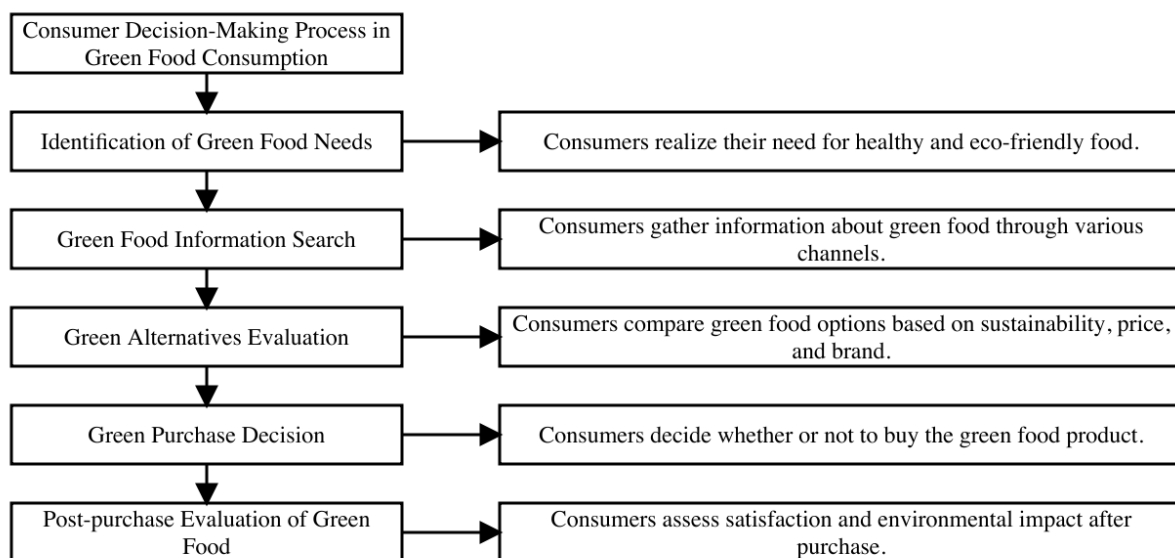 Consumer Decision-Making Process in
Green Food Consumption
Identification of Green Food Needs
Consumers realize their need for healthy and eco-friendly food.
Green Food Information Search
Consumers gather information about green food through various
channels.
Green Alternatives Evaluation
Consumers compare green food options based on sustainability, price,
and brand.
Green Purchase Decision
Consumers decide whether or not to buy the green food product.
Post-purchase Evaluation of Green
Food
Consumers assess satisfaction and environmental impact after
purchase.